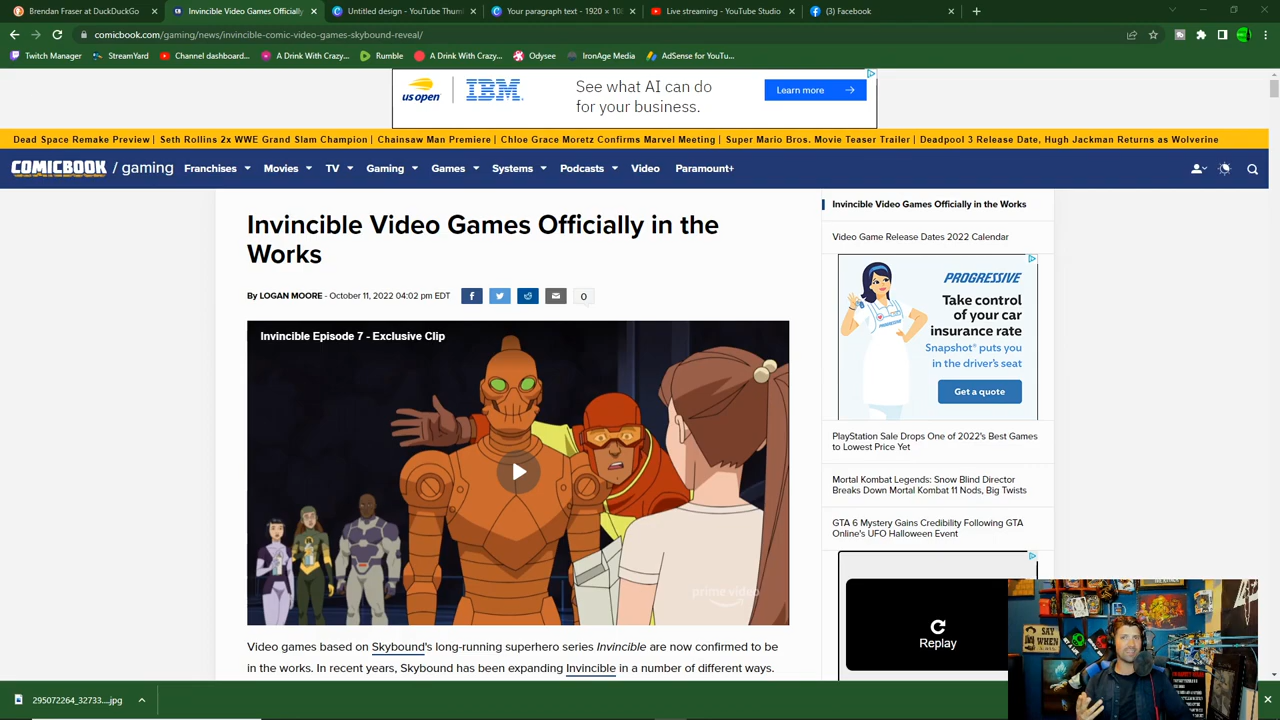 Brendan Fraser at DuckDuckGo
Invincible Video Games Officially
Untitled design - YouTube Thum
Your paragraph text - 1920 × 108
Live streaming - YouTube Studio
(3) Facebook
comicbook.com/gaming/news/invincible-comic-video-games-skybound-reveal/
Twitch Manager
StreamYard
Channel dashboard...
A Drink With Crazy...
Rumble
A Drink With Crazy...
Odysee
IronAge Media
AdSense for YouTu...
us open
IBM
See what AI can do
for your business.
Learn more
Dead Space Remake Preview | Seth Rollins 2x WWE Grand Slam Champion | Chainsaw Man Premiere | Chloe Grace Moretz Confirms Marvel Meeting | Super Mario Bros. Movie Teaser Trailer | Deadpool 3 Release Date, Hugh Jackman Returns as Wolverine
COMICBOOK / gaming
Franchises
Movies
TV
Gaming
Games
Systems
Podcasts
Video
Paramount+
Invincible Video Games Officially in the
Works
By LOGAN MOORE - October 11, 2022 04:02 pm EDT
0
Invincible Episode 7 - Exclusive Clip
prime video
Video games based on Skybound's long-running superhero series Invincible are now confirmed to be
in the works. In recent years, Skybound has been expanding Invincible in a number of different ways.
Invincible Video Games Officially in the Works
Video Game Release Dates 2022 Calendar
PROGRESSIVE
Take control
of your car
insurance rate
Snapshot® puts you
in the driver's seat
Get a quote
PlayStation Sale Drops One of 2022's Best Games
to Lowest Price Yet
Mortal Kombat Legends: Snow Blind Director
Breaks Down Mortal Kombat 11 Nods, Big Twists
GTA 6 Mystery Gains Credibility Following GTA
Online's UFO Halloween Event
Replay
SAY
WHEN
295072264_32733....jpg